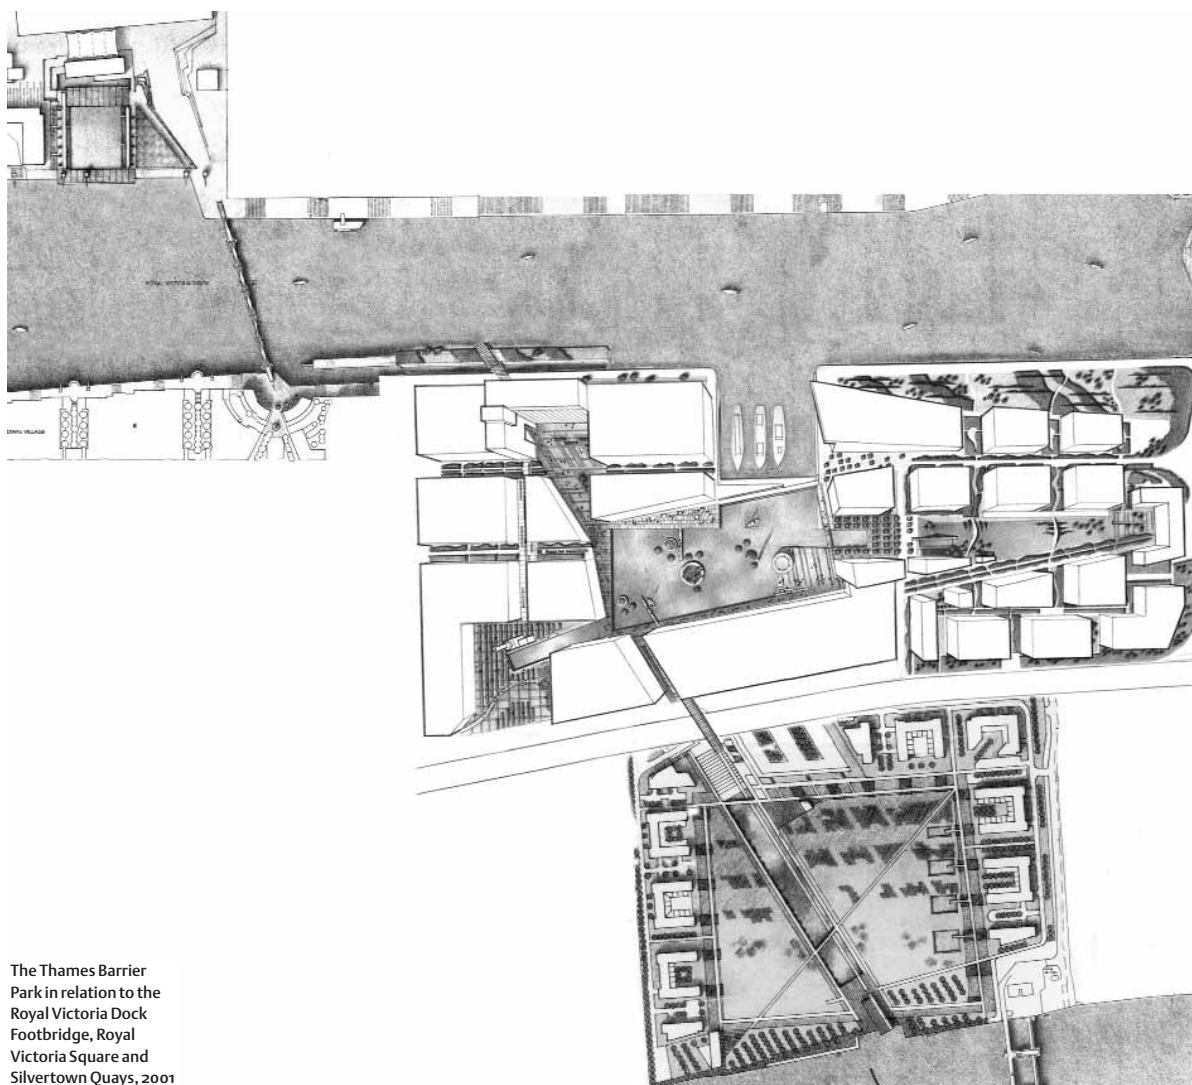 ROYAL VICTORIA DOCK
The Thames Barrier
Park in relation to the
Royal Victoria Dock
Footbridge, Royal
Victoria Square and
Silvertown Quays, 2001